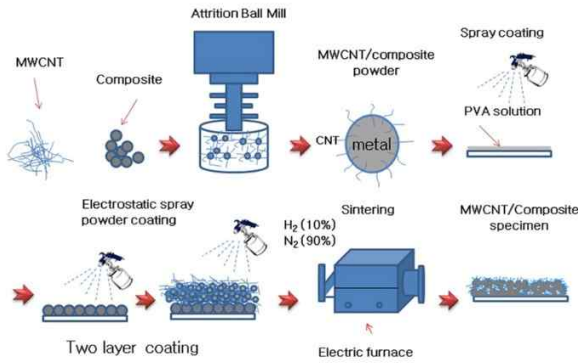 Attrition Ball Mill
MWCNT
Composite
MWCNT/composite
powder
CNT
metal
Spray coating
PVA solution
Electrostatic spray
powder coating
Two layer coating
H₂ (10%)
N₂ (90%)
Sintering
Electric furnace
MWCNT/Composite
specimen